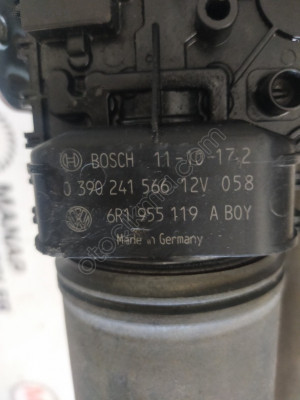 BOSCH 11-10-17-2
0 390 241 566 12V 058
6R1 955 119 A BOY
Made in Germany